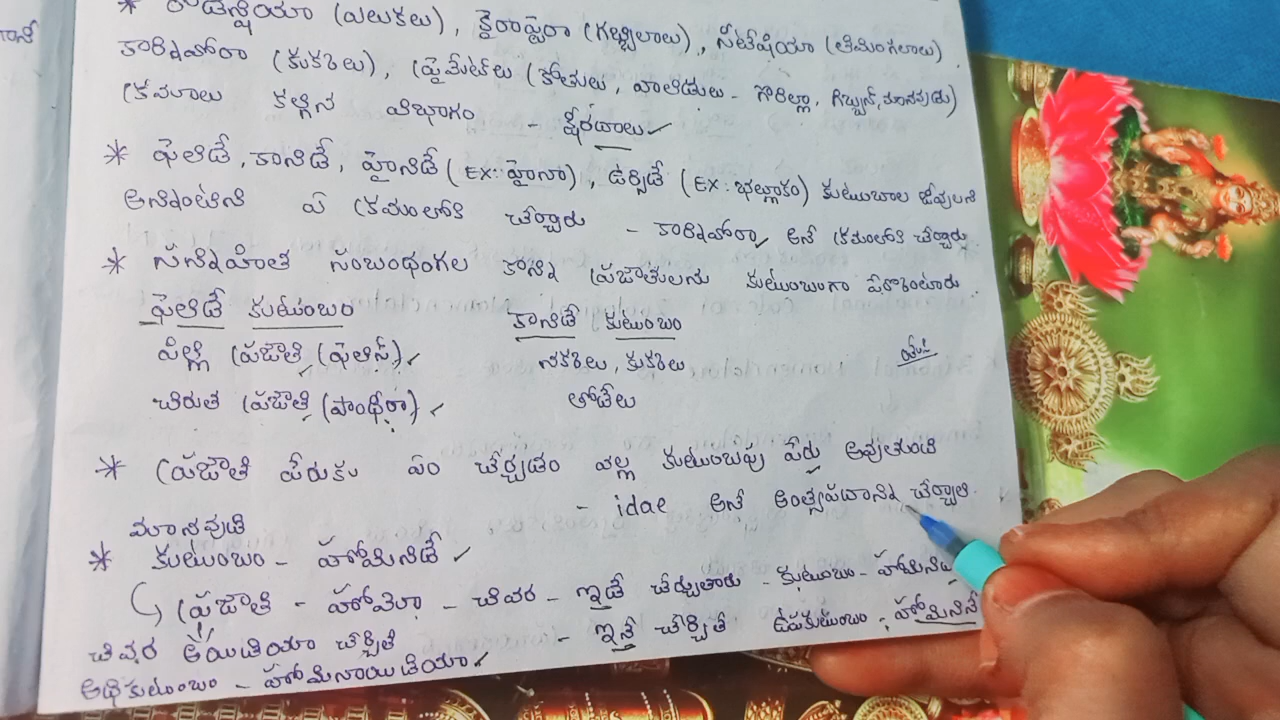 * రోడెన్షియా (ఎలుకలు), కైరాప్టెరా (గబ్బిలాలు), సీటేషియా (తిమింగలాలు)
కార్నివోరా (కుక్కలు), ప్రైమేట్‌లు (కోతులు, వాలిడులు - గొరిల్లా, గిబ్బన్, మానవుడు)
క్రమాలు కల్గిన విభాగం - క్షీరదాలు
* ఫెలిడే, కానిడే, హైనిడే (EX: హైనా), ఉర్సిడే (EX: భల్లూకం) కుటుంబాల జీవులని
అన్నింటిని ఏ క్రమంలోకి చేర్చారు - కార్నివోరా అనే క్రమంలోకి చేర్చారు
* సన్నిహిత సంబంధంగల కొన్ని ప్రజాతులను కుటుంబంగా పేర్కొంటారు.
ఫెలిడే కుటుంబం కానిడే కుటుంబం
పిల్లి ప్రజాతి (ఫెలిస్) నక్కలు, కుక్కలు
చిరుత ప్రజాతి (పాంథీరా) తోడేలు
* ప్రజాతి పేరుకు ఏం చేర్చడం వల్ల కుటుంబపు పేరు అవుతుంది
- idae అనే అంత్యపదాన్ని చేర్చాలి
మానవుడి
* కుటుంబం - హోమినిడే
ప్రజాతి - హోమో - చివర - ఇడే చేర్చుతారు - కుటుంబం - హోమినిడే
చివర ఆయిడియా చేర్చితే - ఇనే చేర్చితే ఉపకుటుంబం - హోమినినే
అధికుటుంబం - హోమినాయిడియా